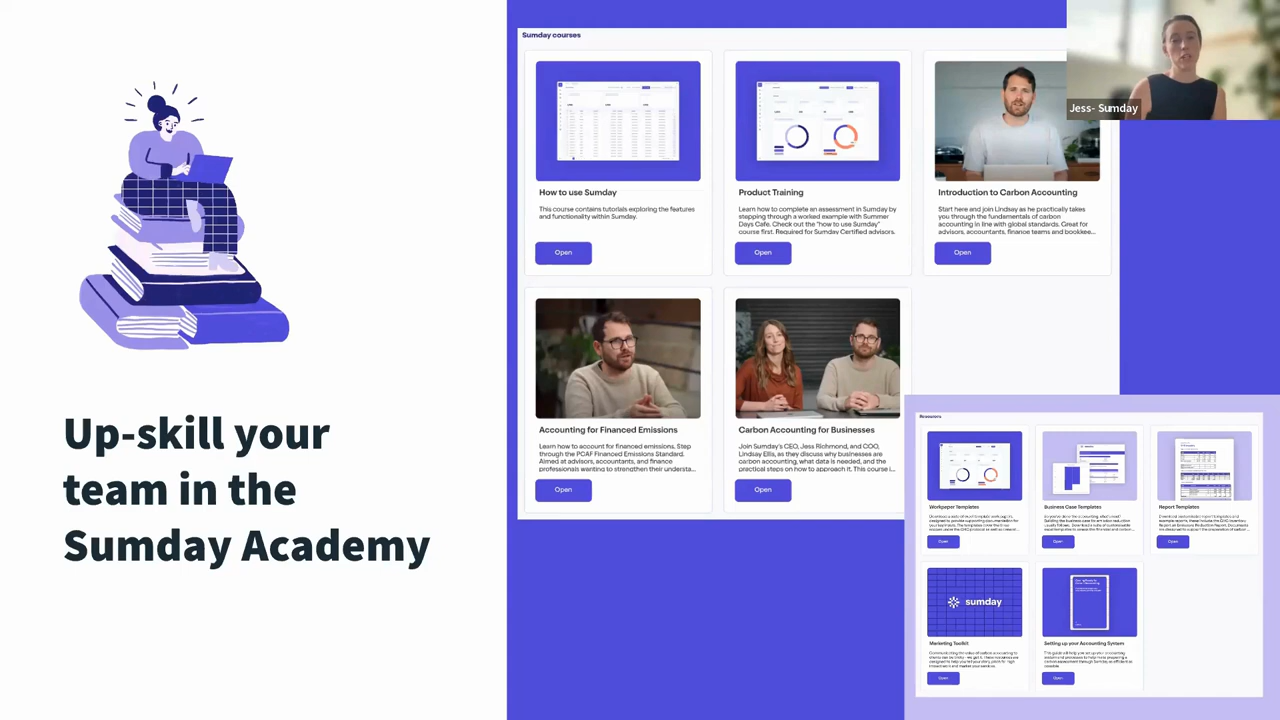 Up-skill your
team in the
Sumday Academy
Sumday courses
How to use Sumday
This course contains tutorials exploring the features
and functionality within Sumday.
Open
Product Training
Learn how to complete an assessment in Sumday by
stepping through a worked example with Summer
Days Cafe. Check out the "how to use Sumday"
course first. Required for Sumday Certified advisors.
Open
Introduction to Carbon Accounting
Start here and join Lindsay as he practically takes
you through the fundamentals of carbon
accounting in line with global standards. Great for
advisors, accountants, finance teams and bookkee...
Open
Jess- Sumday
Accounting for Financed Emissions
Learn how to account for financed emissions. Step
through the PCAF Financed Emissions Standard.
Aimed at advisors, accountants, and finance
professionals wanting to strengthen their understa...
Open
Carbon Accounting for Businesses
Join Sumday's CEO, Jess Richmond, and COO,
Lindsay Ellis, as they discuss why businesses are
carbon accounting, what data is needed, and the
practical steps on how to approach it. This course i...
Open
Resources
Workpaper Templates
Open
Business Case Templates
Open
Report Templates
Open
sumday
Marketing Toolkit
Open
Setting up your Accounting System
Open